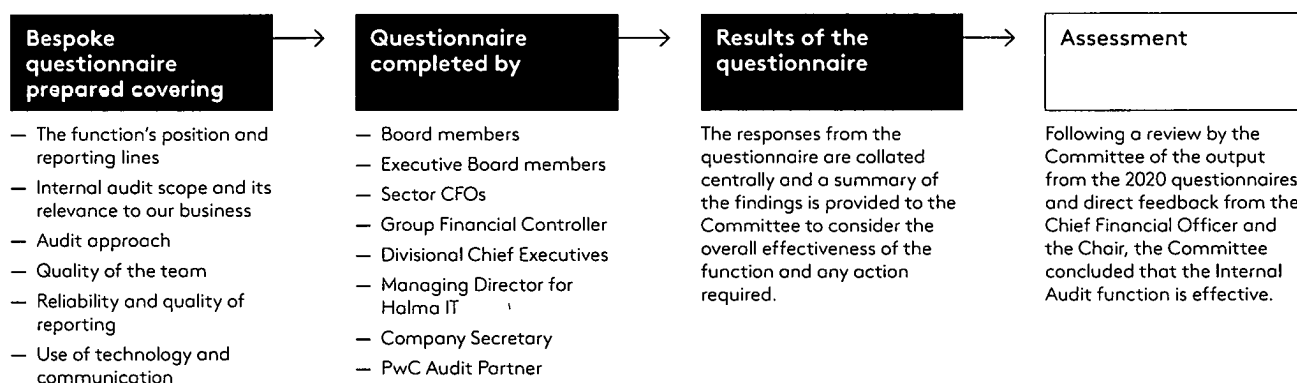 Bespoke
questionnaire
prepared covering
— The function's position and
reporting lines
— Internal audit scope and its
relevance to our business
— Audit approach
— Quality of the team
— Reliability and quality of
reporting
— Use of technology and
communication
Questionnaire
completed by
— Board members
— Executive Board members
— Sector CFOs
— Group Financial Controller
— Divisional Chief Executives
— Managing Director for
Halma IT
— Company Secretary
— PwC Audit Partner
Results of the
questionnaire
The responses from the
questionnaire are collated
centrally and a summary of
the findings is provided to the
Committee to consider the
overall effectiveness of the
function and any action
required.
Assessment
Following a review by the
Committee of the output
from the 2020 questionnaires
and direct feedback from the
Chief Financial Officer and
the Chair, the Committee
concluded that the Internal
Audit function is effective.